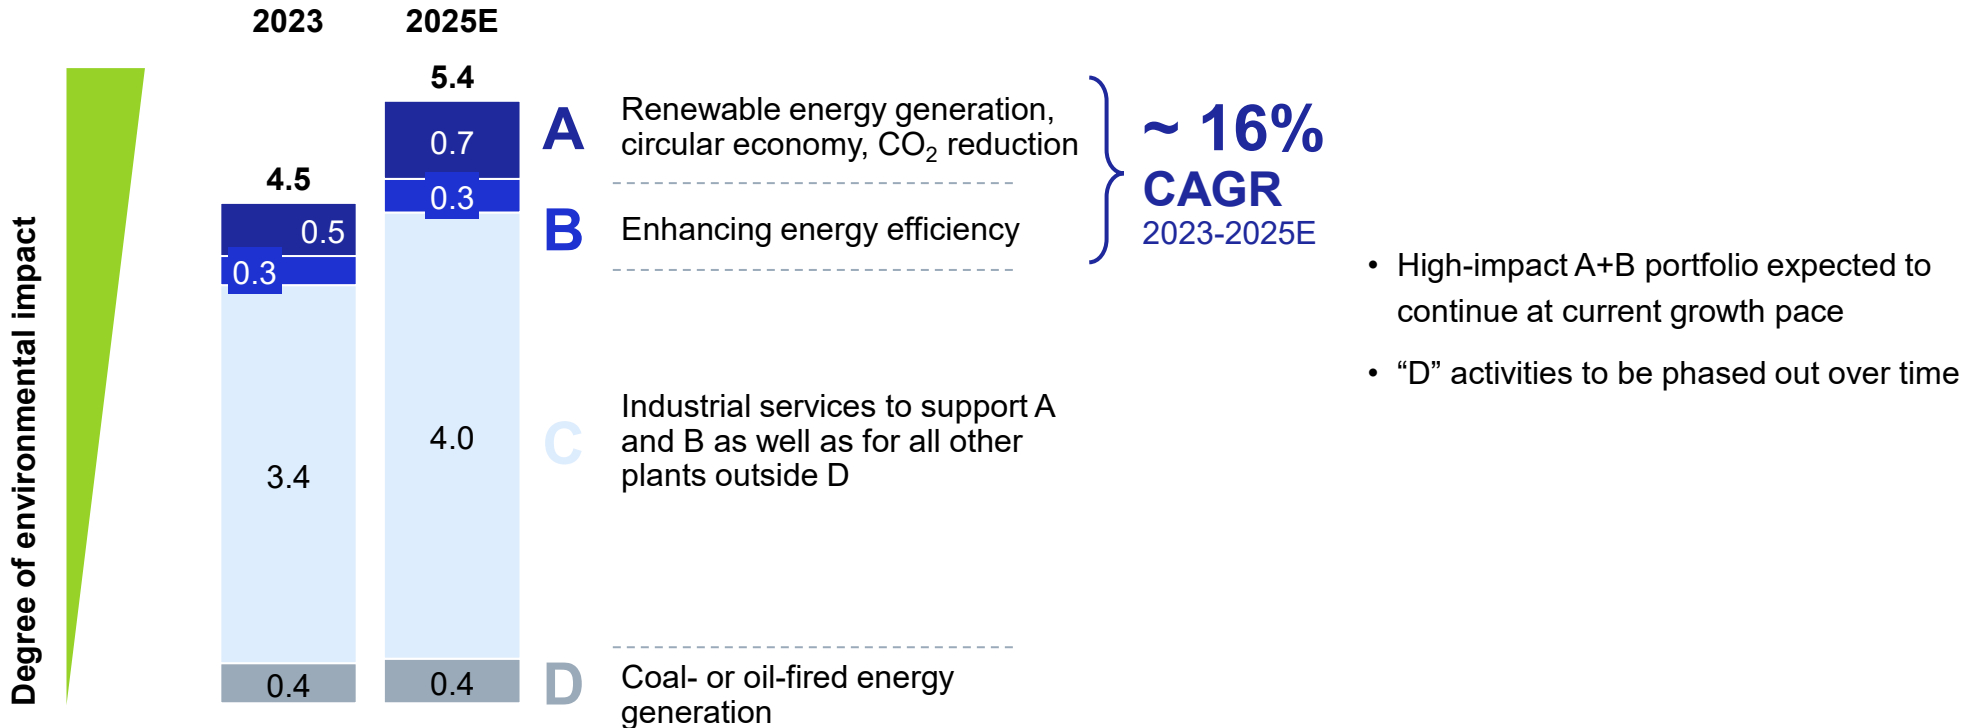 2023
2025E
5.4
4.5
0.7
0.3
0.5
0.3
4.0
3.4
0.4
0.4
Degree of environmental impact
A
Renewable energy generation,
circular economy, CO₂ reduction
B
Enhancing energy efficiency
~ 16%
CAGR
2023-2025E
C
Industrial services to support A
and B as well as for all other
plants outside D
D
Coal- or oil-fired energy
generation
• High-impact A+B portfolio expected to
continue at current growth pace
• “D” activities to be phased out over time